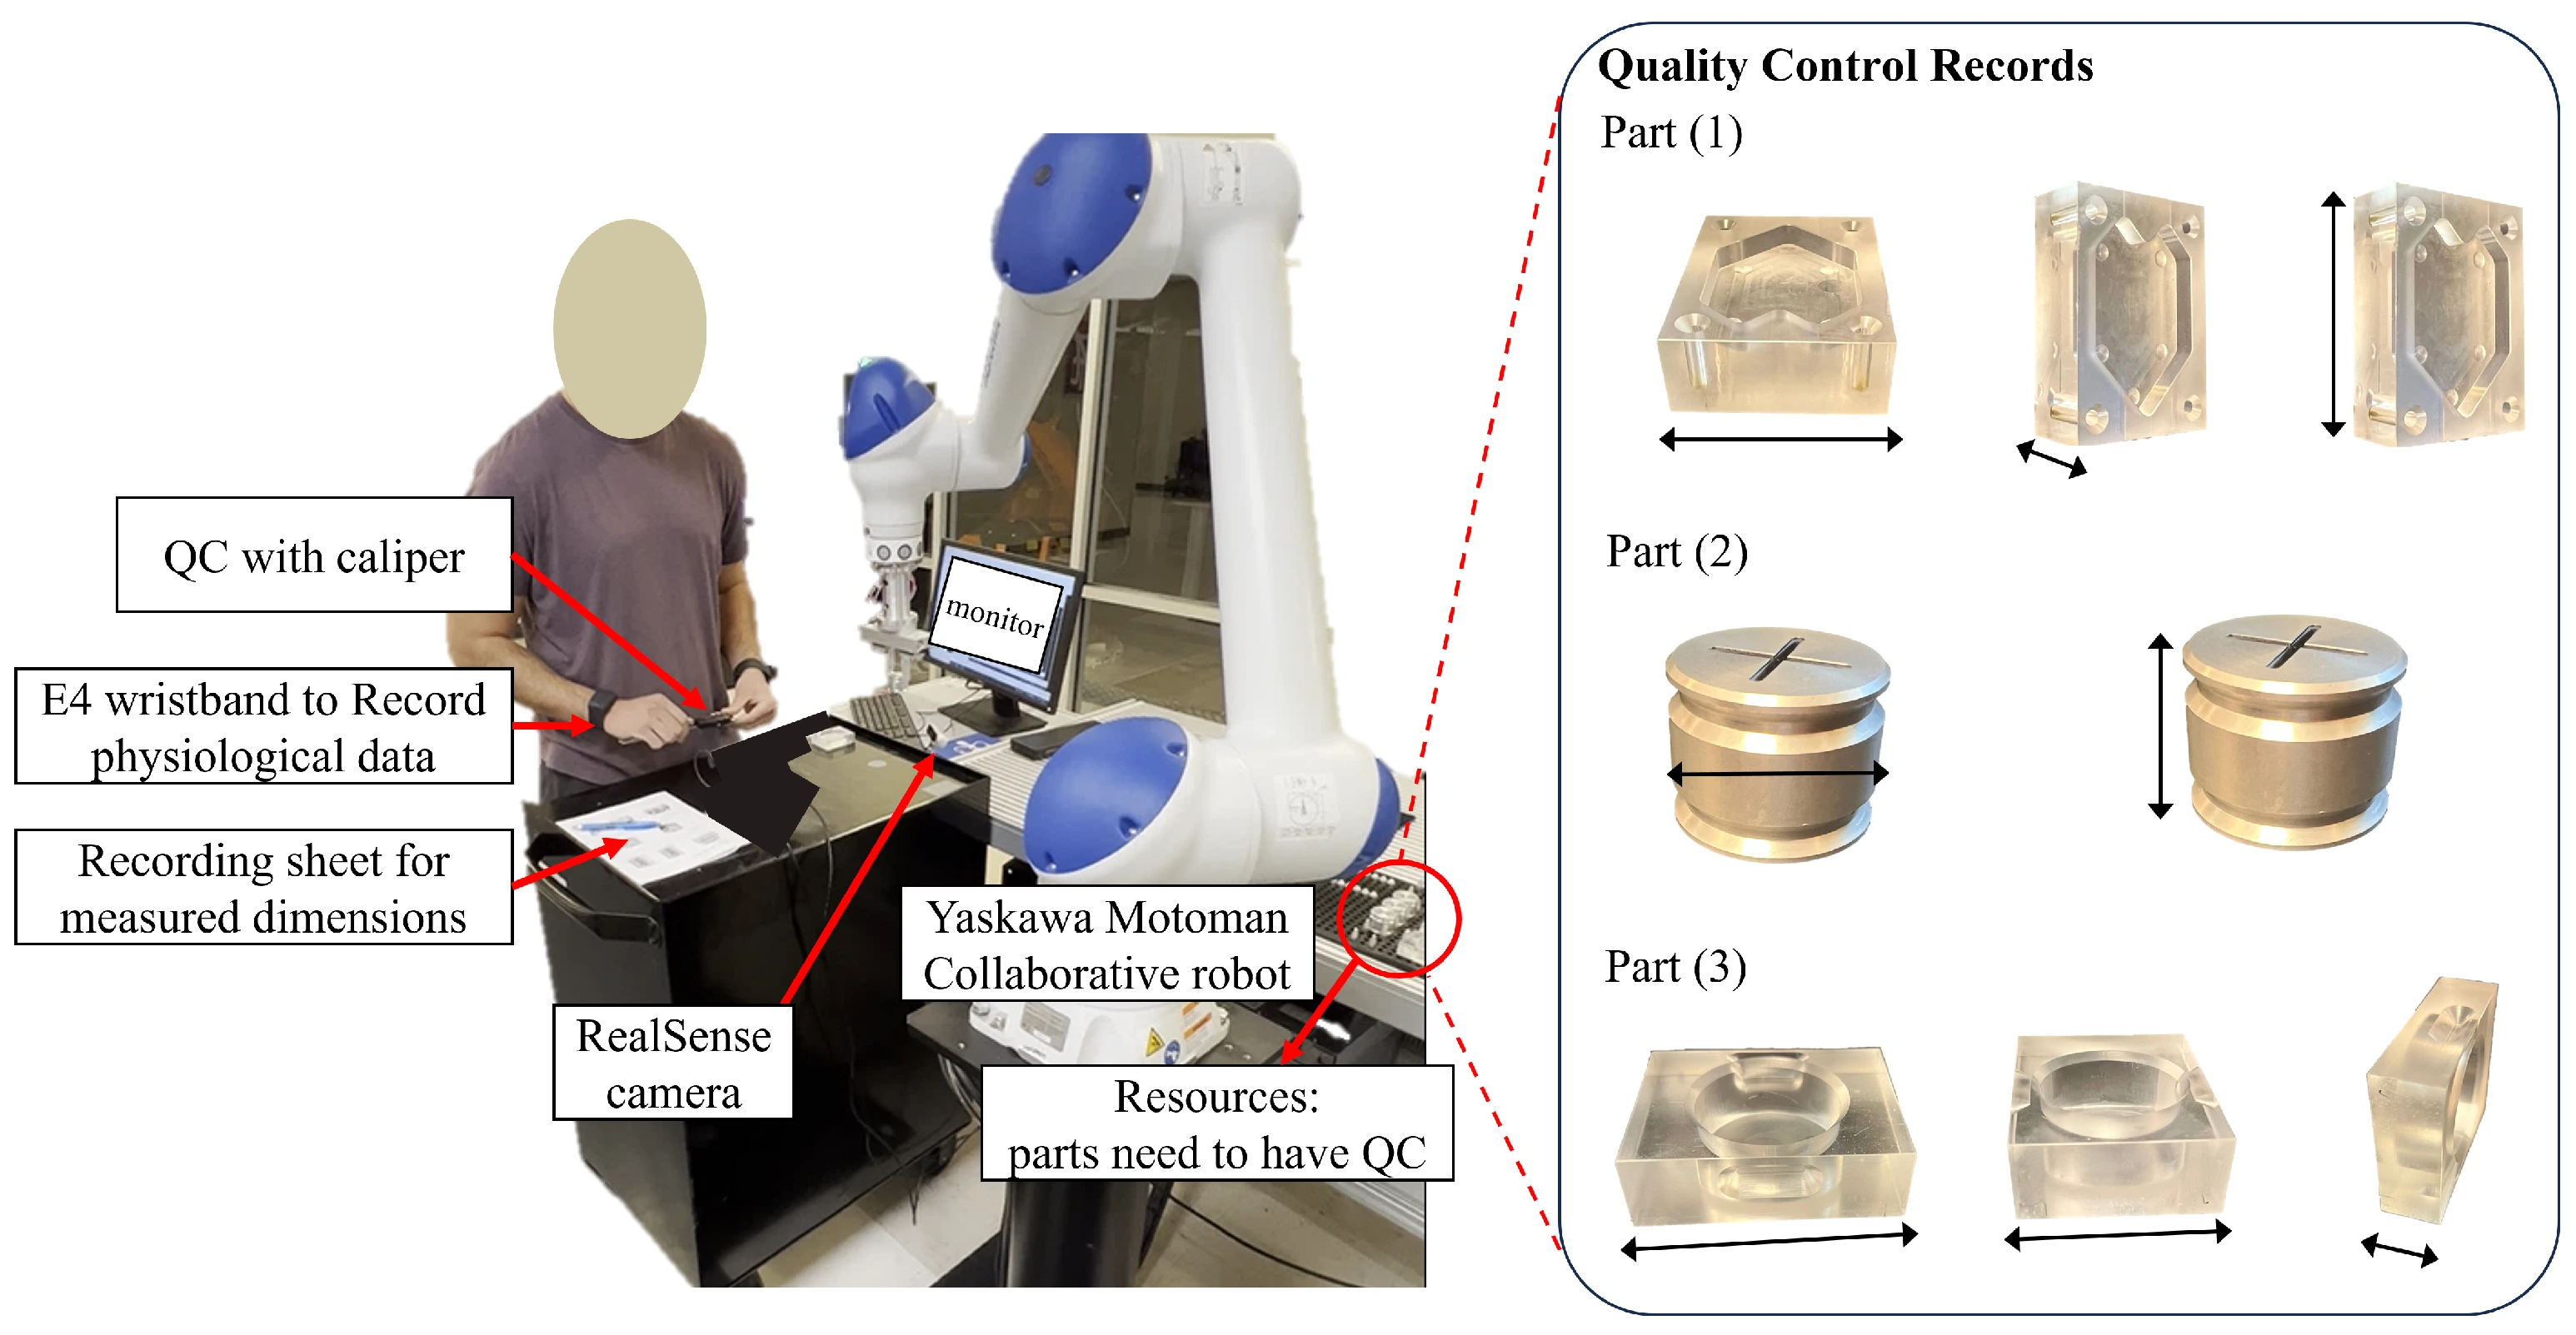 QC with caliper
E4 wristband to Record
physiological data
Recording sheet for
measured dimensions
RealSense
camera
monitor
Yaskawa Motoman
Collaborative robot
Resources:
parts need to have QC
Quality Control Records
Part (1)
Part (2)
Part (3)